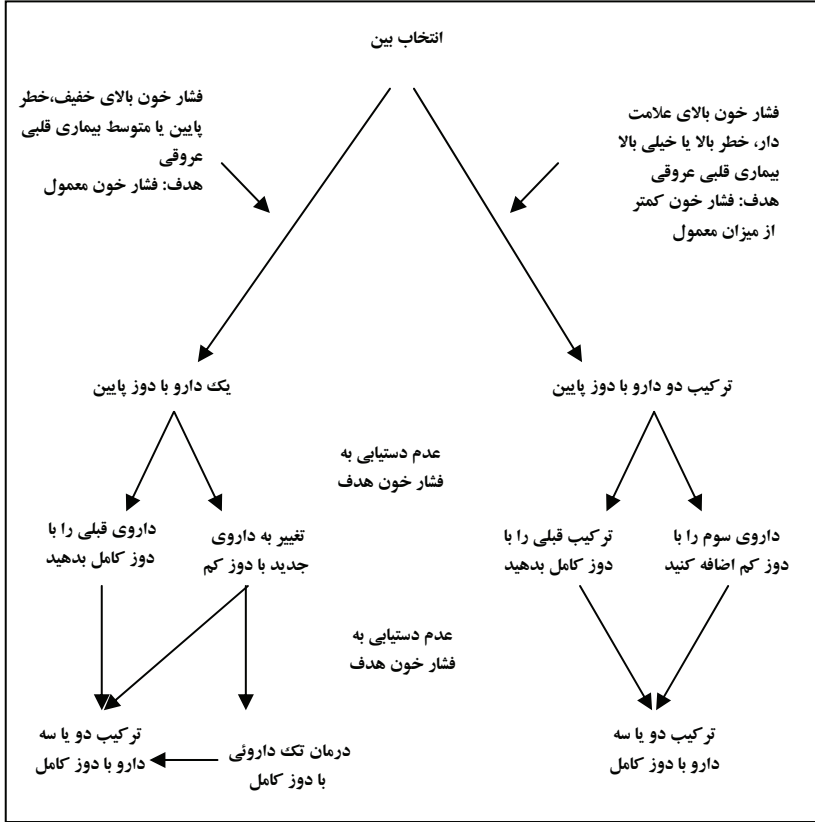 انتخاب بین
فشار خون بالای علامت
دار، خطر بالا یا خیلی بالا
بیماری قلبی عروقی
هدف: فشار خون کمتر
از میزان معمول
فشار خون بالای خفیف،خطر
پایین یا متوسط بیماری قلبی
عروقی
هدف: فشار خون معمول
ترکیب دو دارو با دوز پایین
یک دارو با دوز پایین
عدم دستیابی به
فشار خون هدف
داروی سوم را با
دوز کم اضافه کنید
ترکیب قبلی را با
دوز کامل بدهید
تغییر به داروی
جدید با دوز کم
داروی قبلی را با
دوز کامل بدهید
عدم دستیابی به
فشار خون هدف
ترکیب دو یا سه
دارو با دوز کامل
درمان تک داروئی
با دوز کامل
ترکیب دو یا سه
دارو با دوز کامل